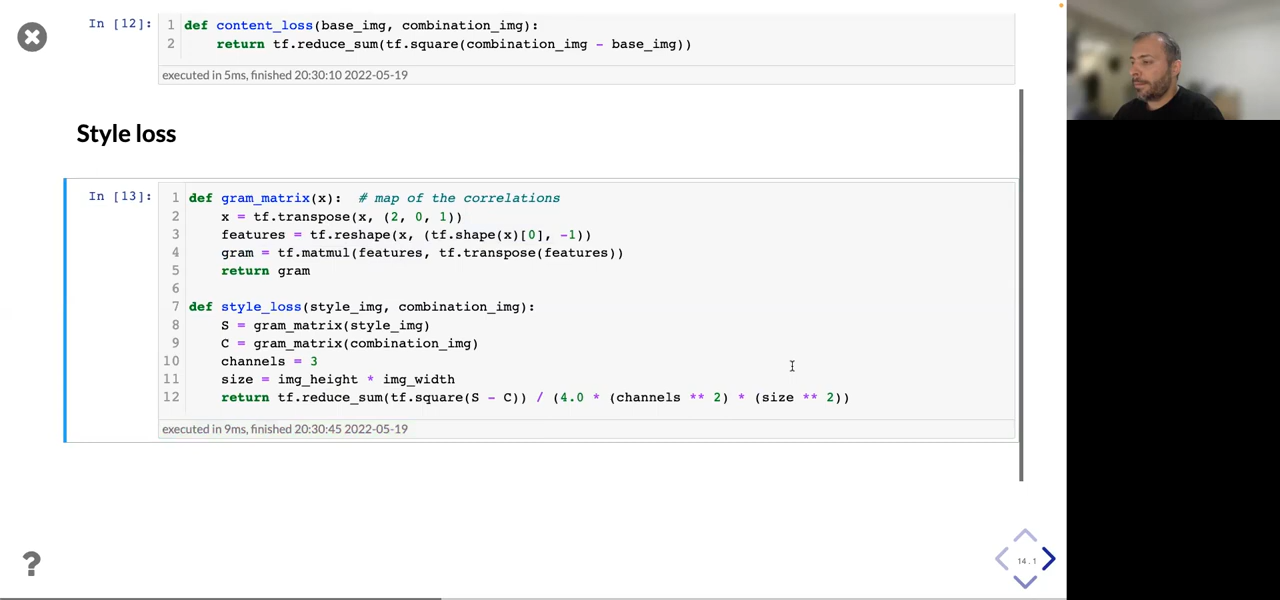 In [12]:
1 def content_loss(base_img, combination_img):
2     return tf.reduce_sum(tf.square(combination_img - base_img))
executed in 5ms, finished 20:30:10 2022-05-19
Style loss
In [13]:
1 def gram_matrix(x):  # map of the correlations
2     x = tf.transpose(x, (2, 0, 1))
3     features = tf.reshape(x, (tf.shape(x)[0], -1))
4     gram = tf.matmul(features, tf.transpose(features))
5     return gram
6
7 def style_loss(style_img, combination_img):
8     S = gram_matrix(style_img)
9     C = gram_matrix(combination_img)
10     channels = 3
11     size = img_height * img_width
12     return tf.reduce_sum(tf.square(S - C)) / (4.0 * (channels ** 2) * (size ** 2))
executed in 9ms, finished 20:30:45 2022-05-19
?
14.1